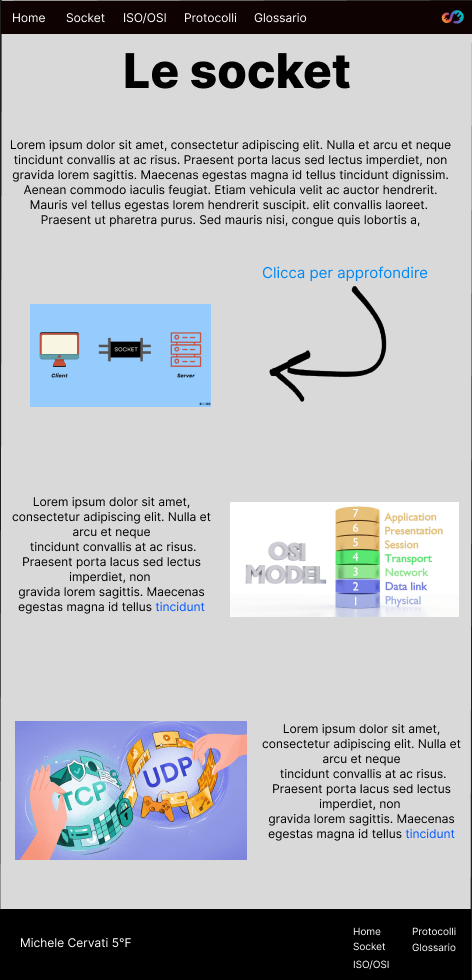 Home Socket ISO/OSI Protocolli Glossario
Le socket
Lorem ipsum dolor sit amet, consectetur adipiscing elit. Nulla et arcu et neque
tincidunt convallis at ac risus. Praesent porta lacus sed lectus imperdiet, non
gravida lorem sagittis. Maecenas egestas magna id tellus tincidunt dignissim.
Aenean commodo iaculis feugiat. Etiam vehicula velit ac auctor hendrerit.
Mauris vel tellus egestas lorem hendrerit suscipit. elit convallis laoreet.
Praesent ut pharetra purus. Sed mauris nisi, congue quis lobortis a,
Clicca per approfondire
SOCKET
Client
Server
Lorem ipsum dolor sit amet,
consectetur adipiscing elit. Nulla et
arcu et neque
tincidunt convallis at ac risus.
Praesent porta lacus sed lectus
imperdiet, non
gravida lorem sagittis. Maecenas
egestas magna id tellus tincidunt
OSI
MODEL
7 Application
6 Presentation
5 Session
4 Transport
3 Network
2 Data link
1 Physical
TCP
UDP
Lorem ipsum dolor sit amet,
consectetur adipiscing elit. Nulla et
arcu et neque
tincidunt convallis at ac risus.
Praesent porta lacus sed lectus
imperdiet, non
gravida lorem sagittis. Maecenas
egestas magna id tellus tincidunt
Michele Cervati 5°F
Home
Socket
ISO/OSI
Protocolli
Glossario